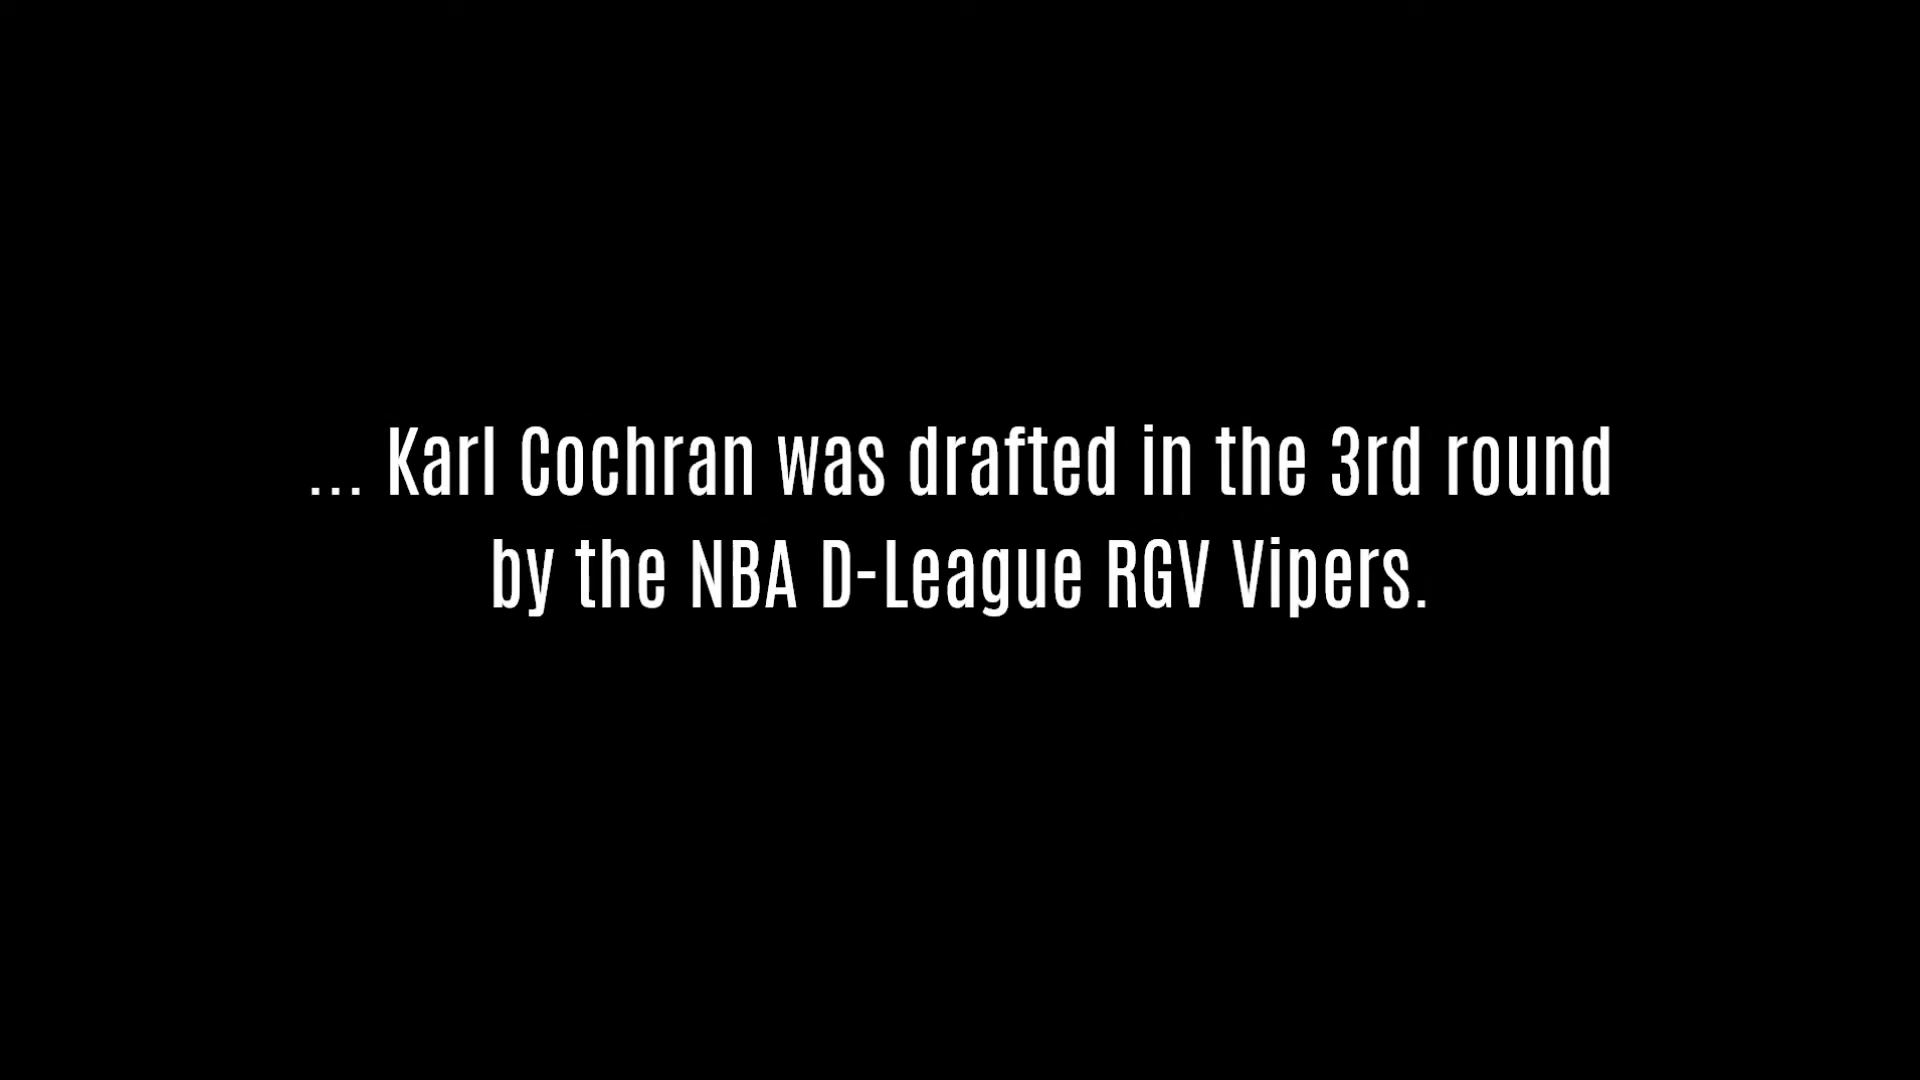 ... Karl Cochran was drafted in the 3rd round
by the NBA D-League RGV Vipers.